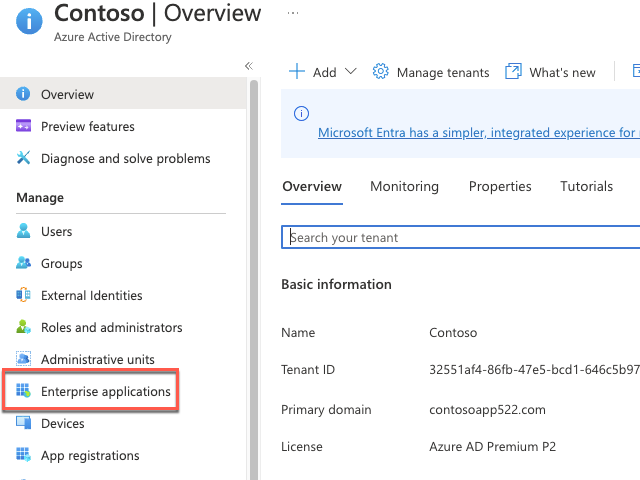 Contoso | Overview
...
Azure Active Directory
Overview
Preview features
Diagnose and solve problems
Manage
Users
Groups
External Identities
Roles and administrators
Administrative units
Enterprise applications
Devices
App registrations
Add
Manage tenants
What's new
Microsoft Entra has a simpler, integrated experience for
Overview
Monitoring
Properties
Tutorials
Search your tenant
Basic information
Name
Contoso
Tenant ID
32551af4-86fb-47e5-bcd1-646c5b97
Primary domain
contosoapp522.com
License
Azure AD Premium P2